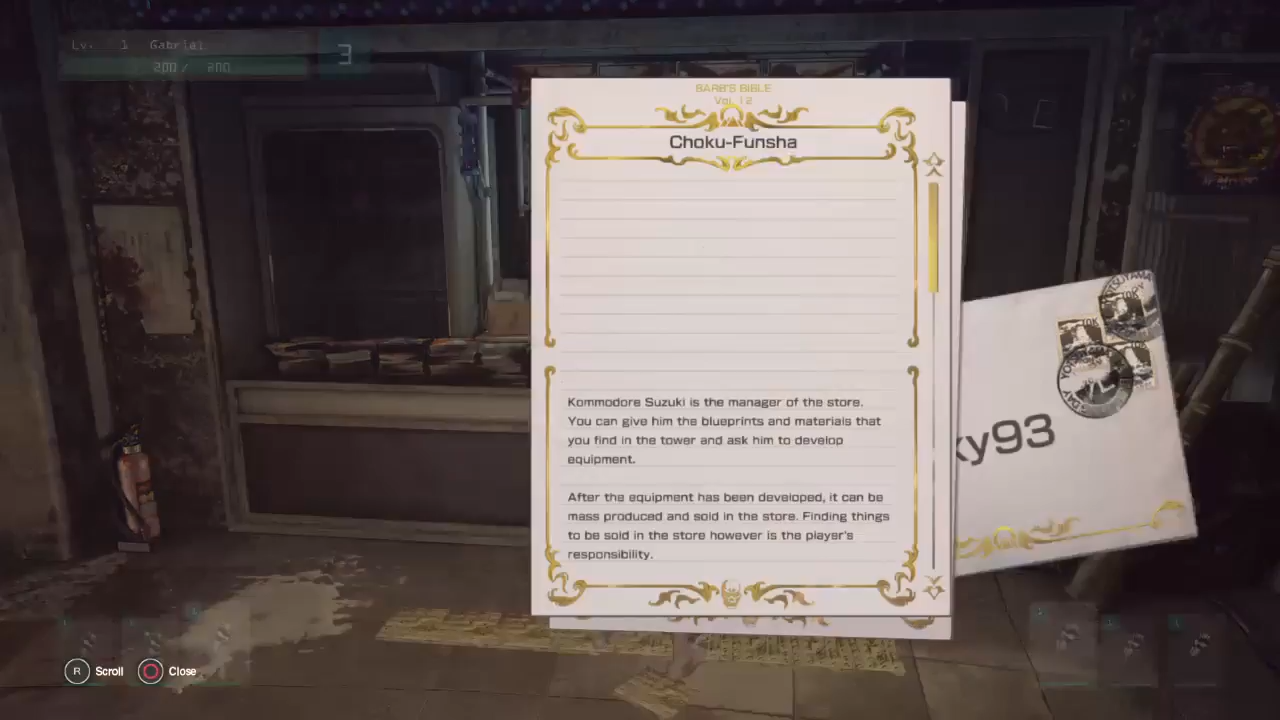 Lv. 1 Gabriel
200 / 200
3
BARB'S BIBLE
Vol. 12
Choku-Funsha
Kommodore Suzuki is the manager of the store.
You can give him the blueprints and materials that
you find in the tower and ask him to develop
equipment.
After the equipment has been developed, it can be
mass produced and sold in the store. Finding things
to be sold in the store however is the player's
responsibility.
ky93
R Scroll Close